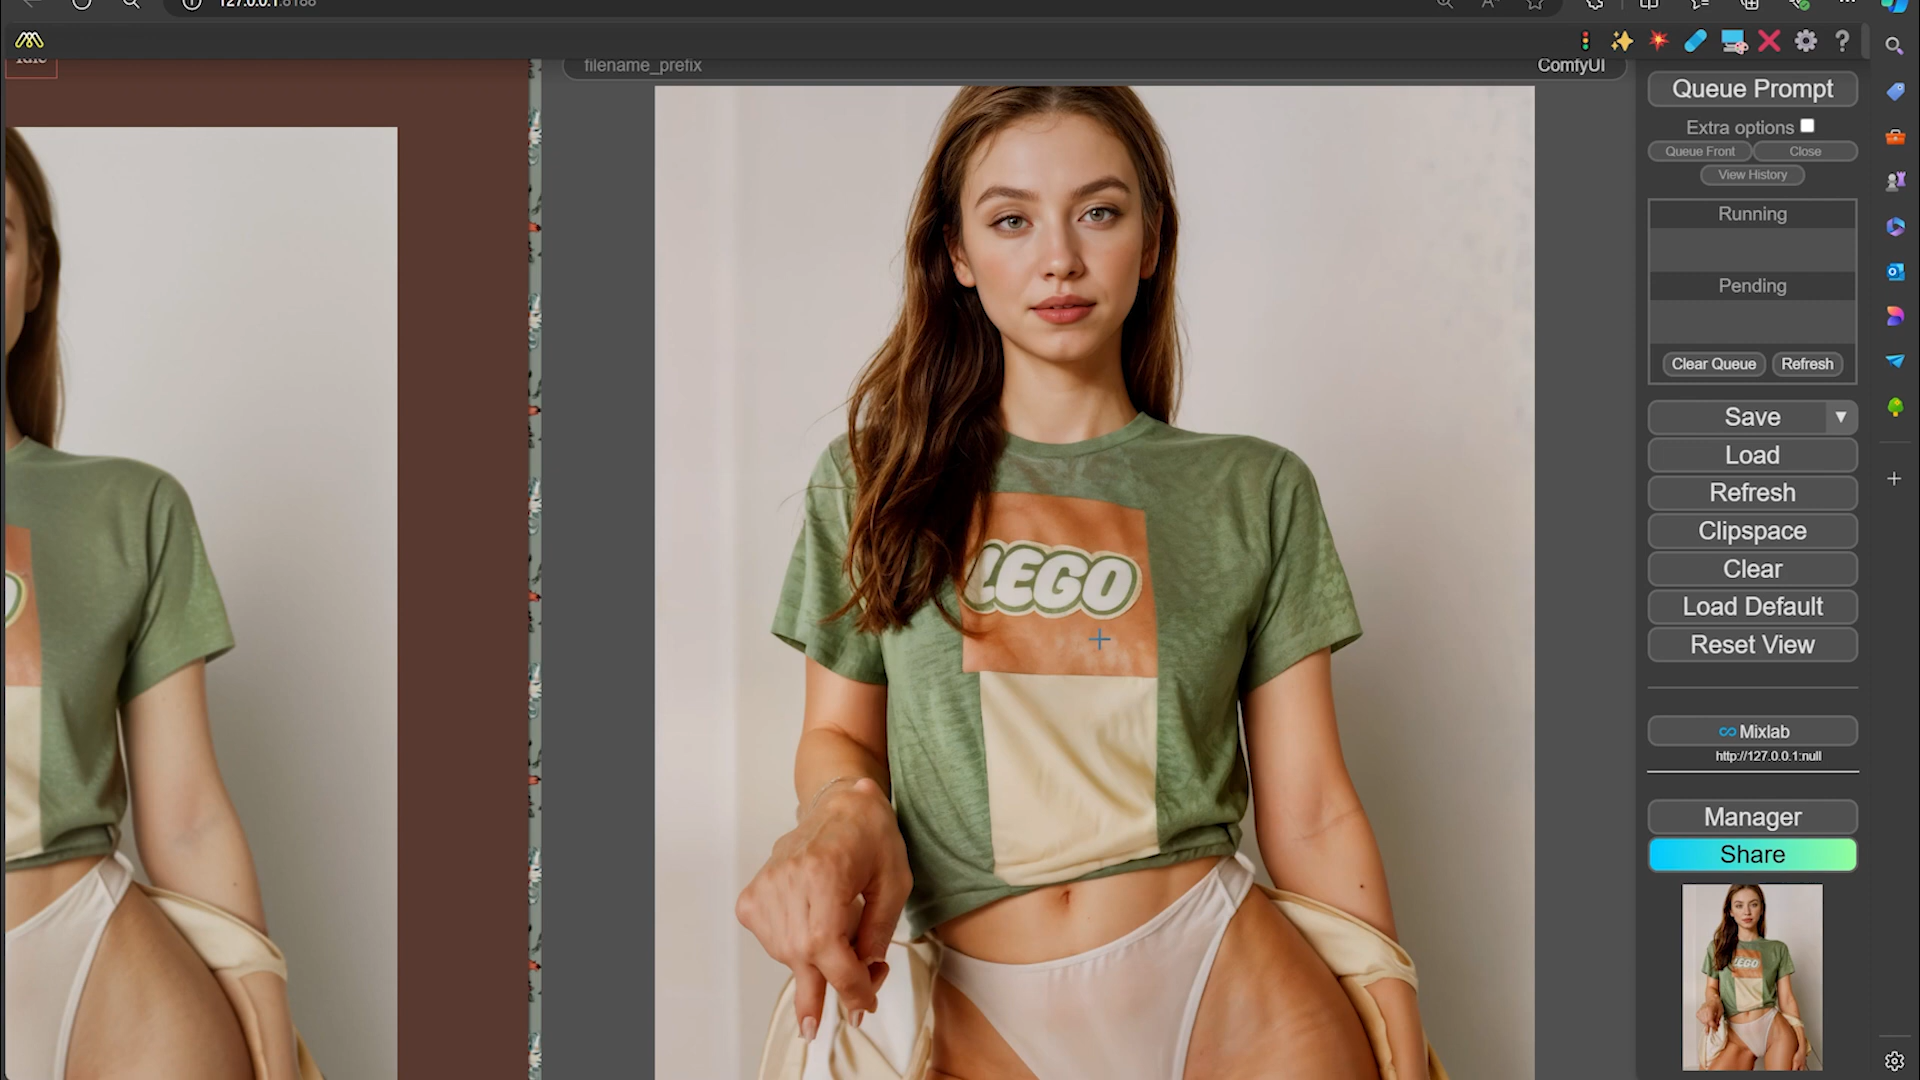 127.0.0.1:8188
Idle
filename_prefix
ComfyUI
Queue Prompt
Extra options
Queue Front
Close
View History
Running
Pending
Clear Queue
Refresh
Save ▼
Load
Refresh
Clipspace
Clear
Load Default
Reset View
Mixlab
http://127.0.0.1:null
Manager
Share
LEGO
LEGO